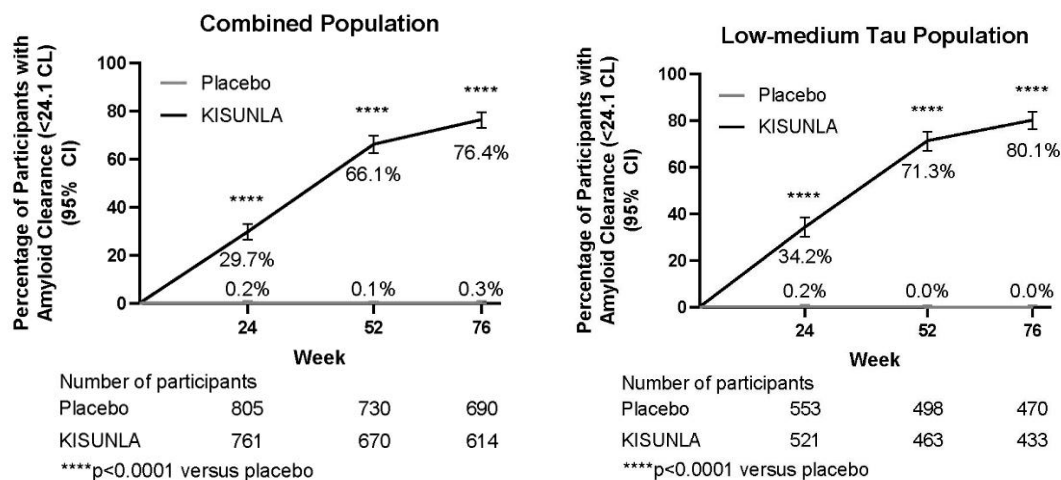 Combined Population
Percentage of Participants with
Amyloid Clearance (<24.1 CL)
(95% CI)
100
80
60
40
20
0
Placebo
KISUNLA
****
****
****
29.7%
66.1%
76.4%
0.2%
0.1%
0.3%
24
52
76
Week
Number of participants
Placebo 805 730 690
KISUNLA 761 670 614
****p<0.0001 versus placebo
Low-medium Tau Population
Percentage of Participants with
Amyloid Clearance (<24.1 CL)
(95% CI)
100
80
60
40
20
0
Placebo
KISUNLA
****
****
****
34.2%
71.3%
80.1%
0.2%
0.0%
0.0%
24
52
76
Week
Number of participants
Placebo 553 498 470
KISUNLA 521 463 433
****p<0.0001 versus placebo